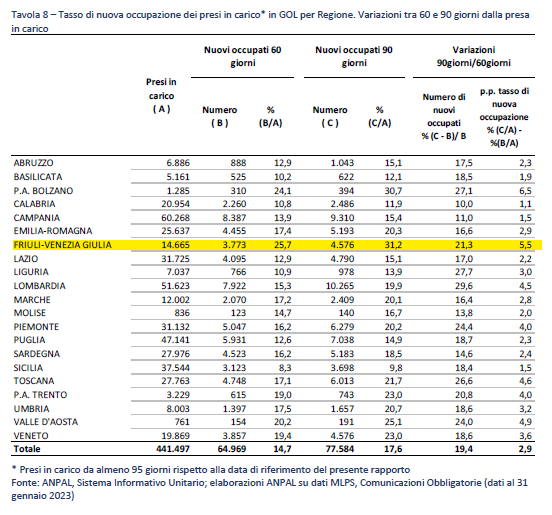 Tavola 8 – Tasso di nuova occupazione dei presi in carico* in GOL per Regione. Variazioni tra 60 e 90 giorni dalla presa
in carico
Presi in carico ( A ) | Nuovi occupati 60 giorni | Nuovi occupati 90 giorni | Variazioni 90giorni/60giorni
Numero ( B ) | % (B/A) | Numero ( C ) | % (C/A) | Numero di nuovi occupati % (C - B)/ B | p.p. tasso di nuova occupazione % (C/A) - %(B/A)
ABRUZZO 6.886 888 12,9 1.043 15,1 17,5 2,3
BASILICATA 5.161 525 10,2 622 12,1 18,5 1,9
P.A. BOLZANO 1.285 310 24,1 394 30,7 27,1 6,5
CALABRIA 20.954 2.260 10,8 2.486 11,9 10,0 1,1
CAMPANIA 60.268 8.387 13,9 9.310 15,4 11,0 1,5
EMILIA-ROMAGNA 25.637 4.455 17,4 5.193 20,3 16,6 2,9
FRIULI-VENEZIA GIULIA 14.665 3.773 25,7 4.576 31,2 21,3 5,5
LAZIO 31.725 4.095 12,9 4.790 15,1 17,0 2,2
LIGURIA 7.037 766 10,9 978 13,9 27,7 3,0
LOMBARDIA 51.623 7.922 15,3 10.265 19,9 29,6 4,5
MARCHE 12.002 2.070 17,2 2.409 20,1 16,4 2,8
MOLISE 836 123 14,7 140 16,7 13,8 2,0
PIEMONTE 31.132 5.047 16,2 6.279 20,2 24,4 4,0
PUGLIA 47.141 5.931 12,6 7.038 14,9 18,7 2,3
SARDEGNA 27.976 4.523 16,2 5.183 18,5 14,6 2,4
SICILIA 37.544 3.123 8,3 3.698 9,8 18,4 1,5
TOSCANA 27.763 4.748 17,1 6.013 21,7 26,6 4,6
P.A. TRENTO 3.229 615 19,0 743 23,0 20,8 4,0
UMBRIA 8.003 1.397 17,5 1.657 20,7 18,6 3,2
VALLE D'AOSTA 761 154 20,2 191 25,1 24,0 4,9
VENETO 19.869 3.857 19,4 4.576 23,0 18,6 3,6
Totale 441.497 64.969 14,7 77.584 17,6 19,4 2,9
* Presi in carico da almeno 95 giorni rispetto alla data di riferimento del presente rapporto
Fonte: ANPAL, Sistema Informativo Unitario; elaborazioni ANPAL su dati MLPS, Comunicazioni Obbligatorie (dati al 31
gennaio 2023)